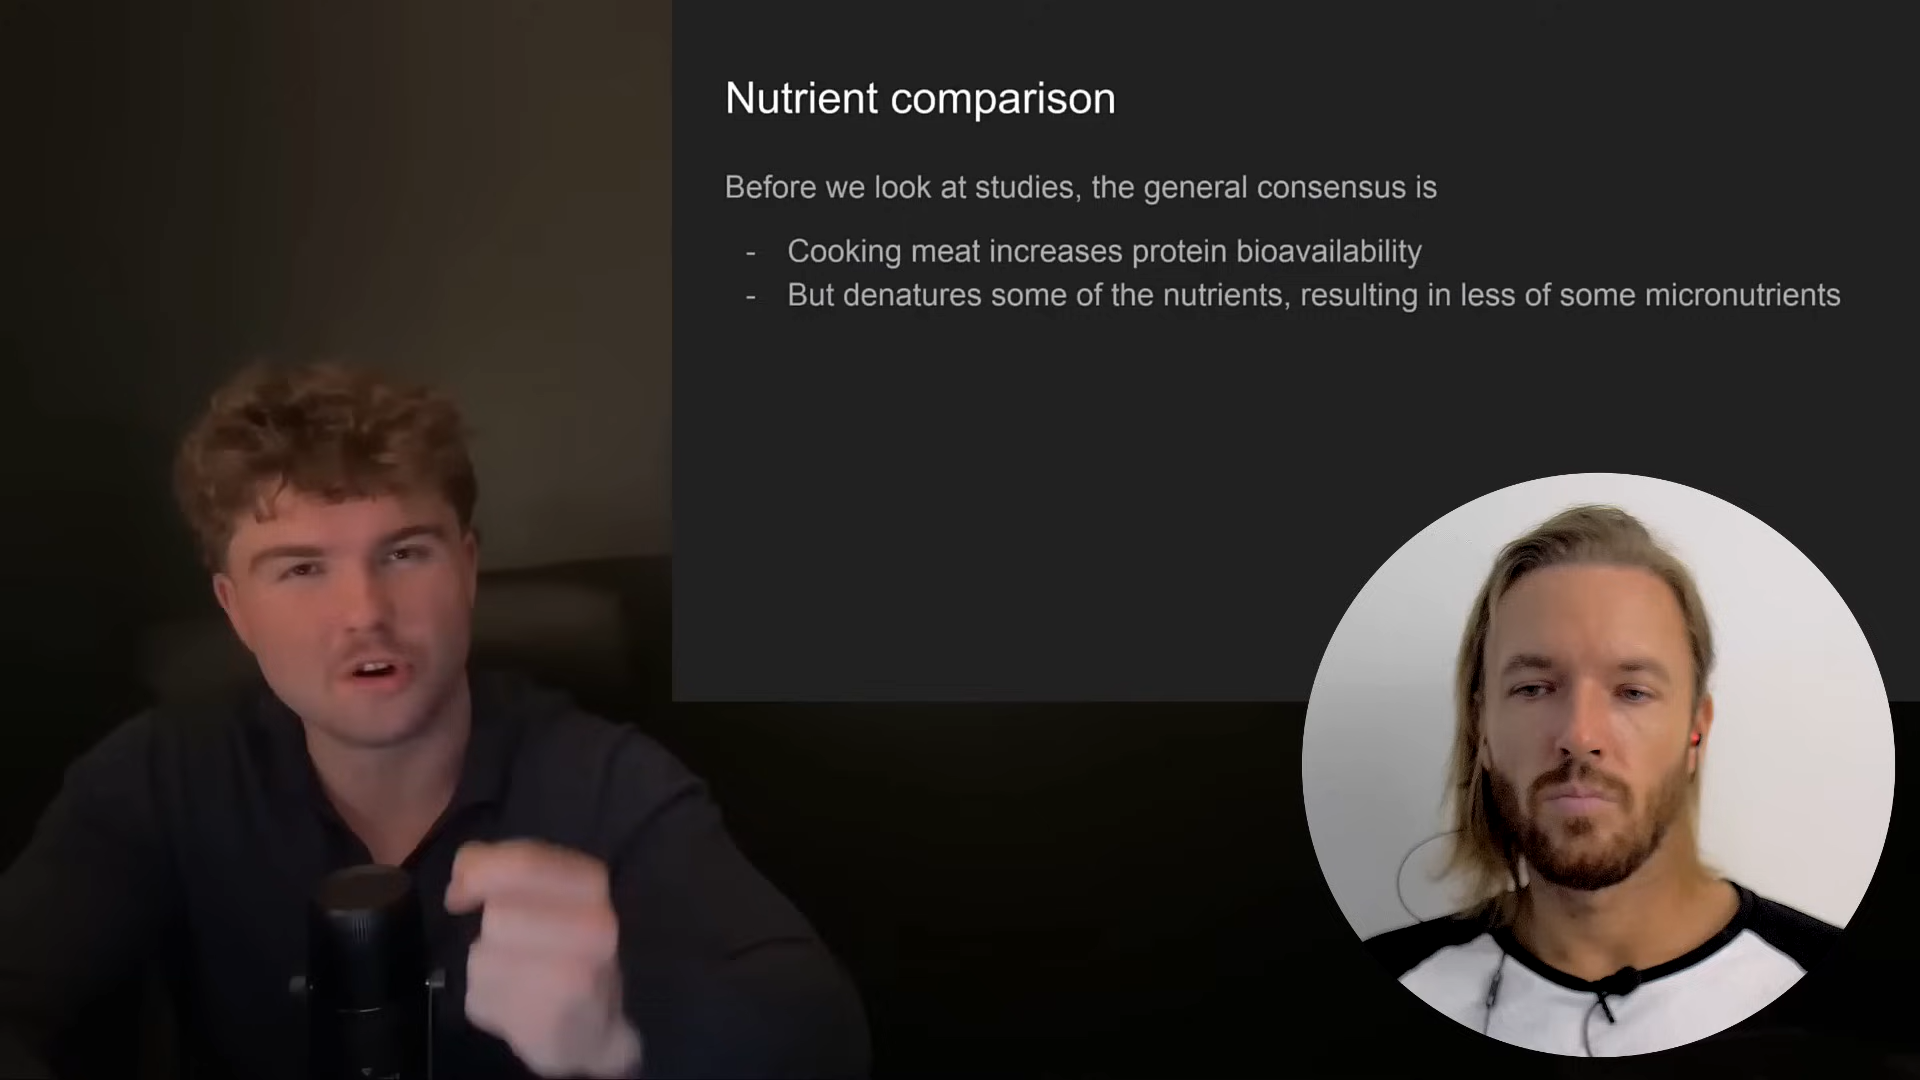 Nutrient comparison
Before we look at studies, the general consensus is
- Cooking meat increases protein bioavailability
- But denatures some of the nutrients, resulting in less of some micronutrients